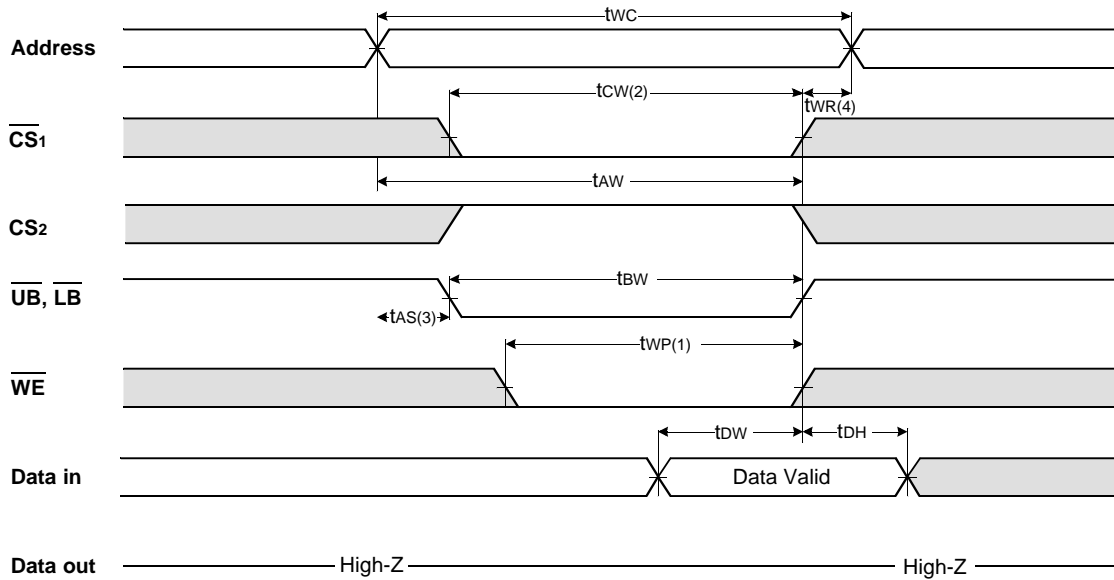 tWC
Address
tCW(2)
tWR(4)
CS1
tAW
CS2
tBW
UB, LB
tAS(3)
tWP(1)
WE
tDW
tDH
Data in
Data Valid
Data out
High-Z
High-Z